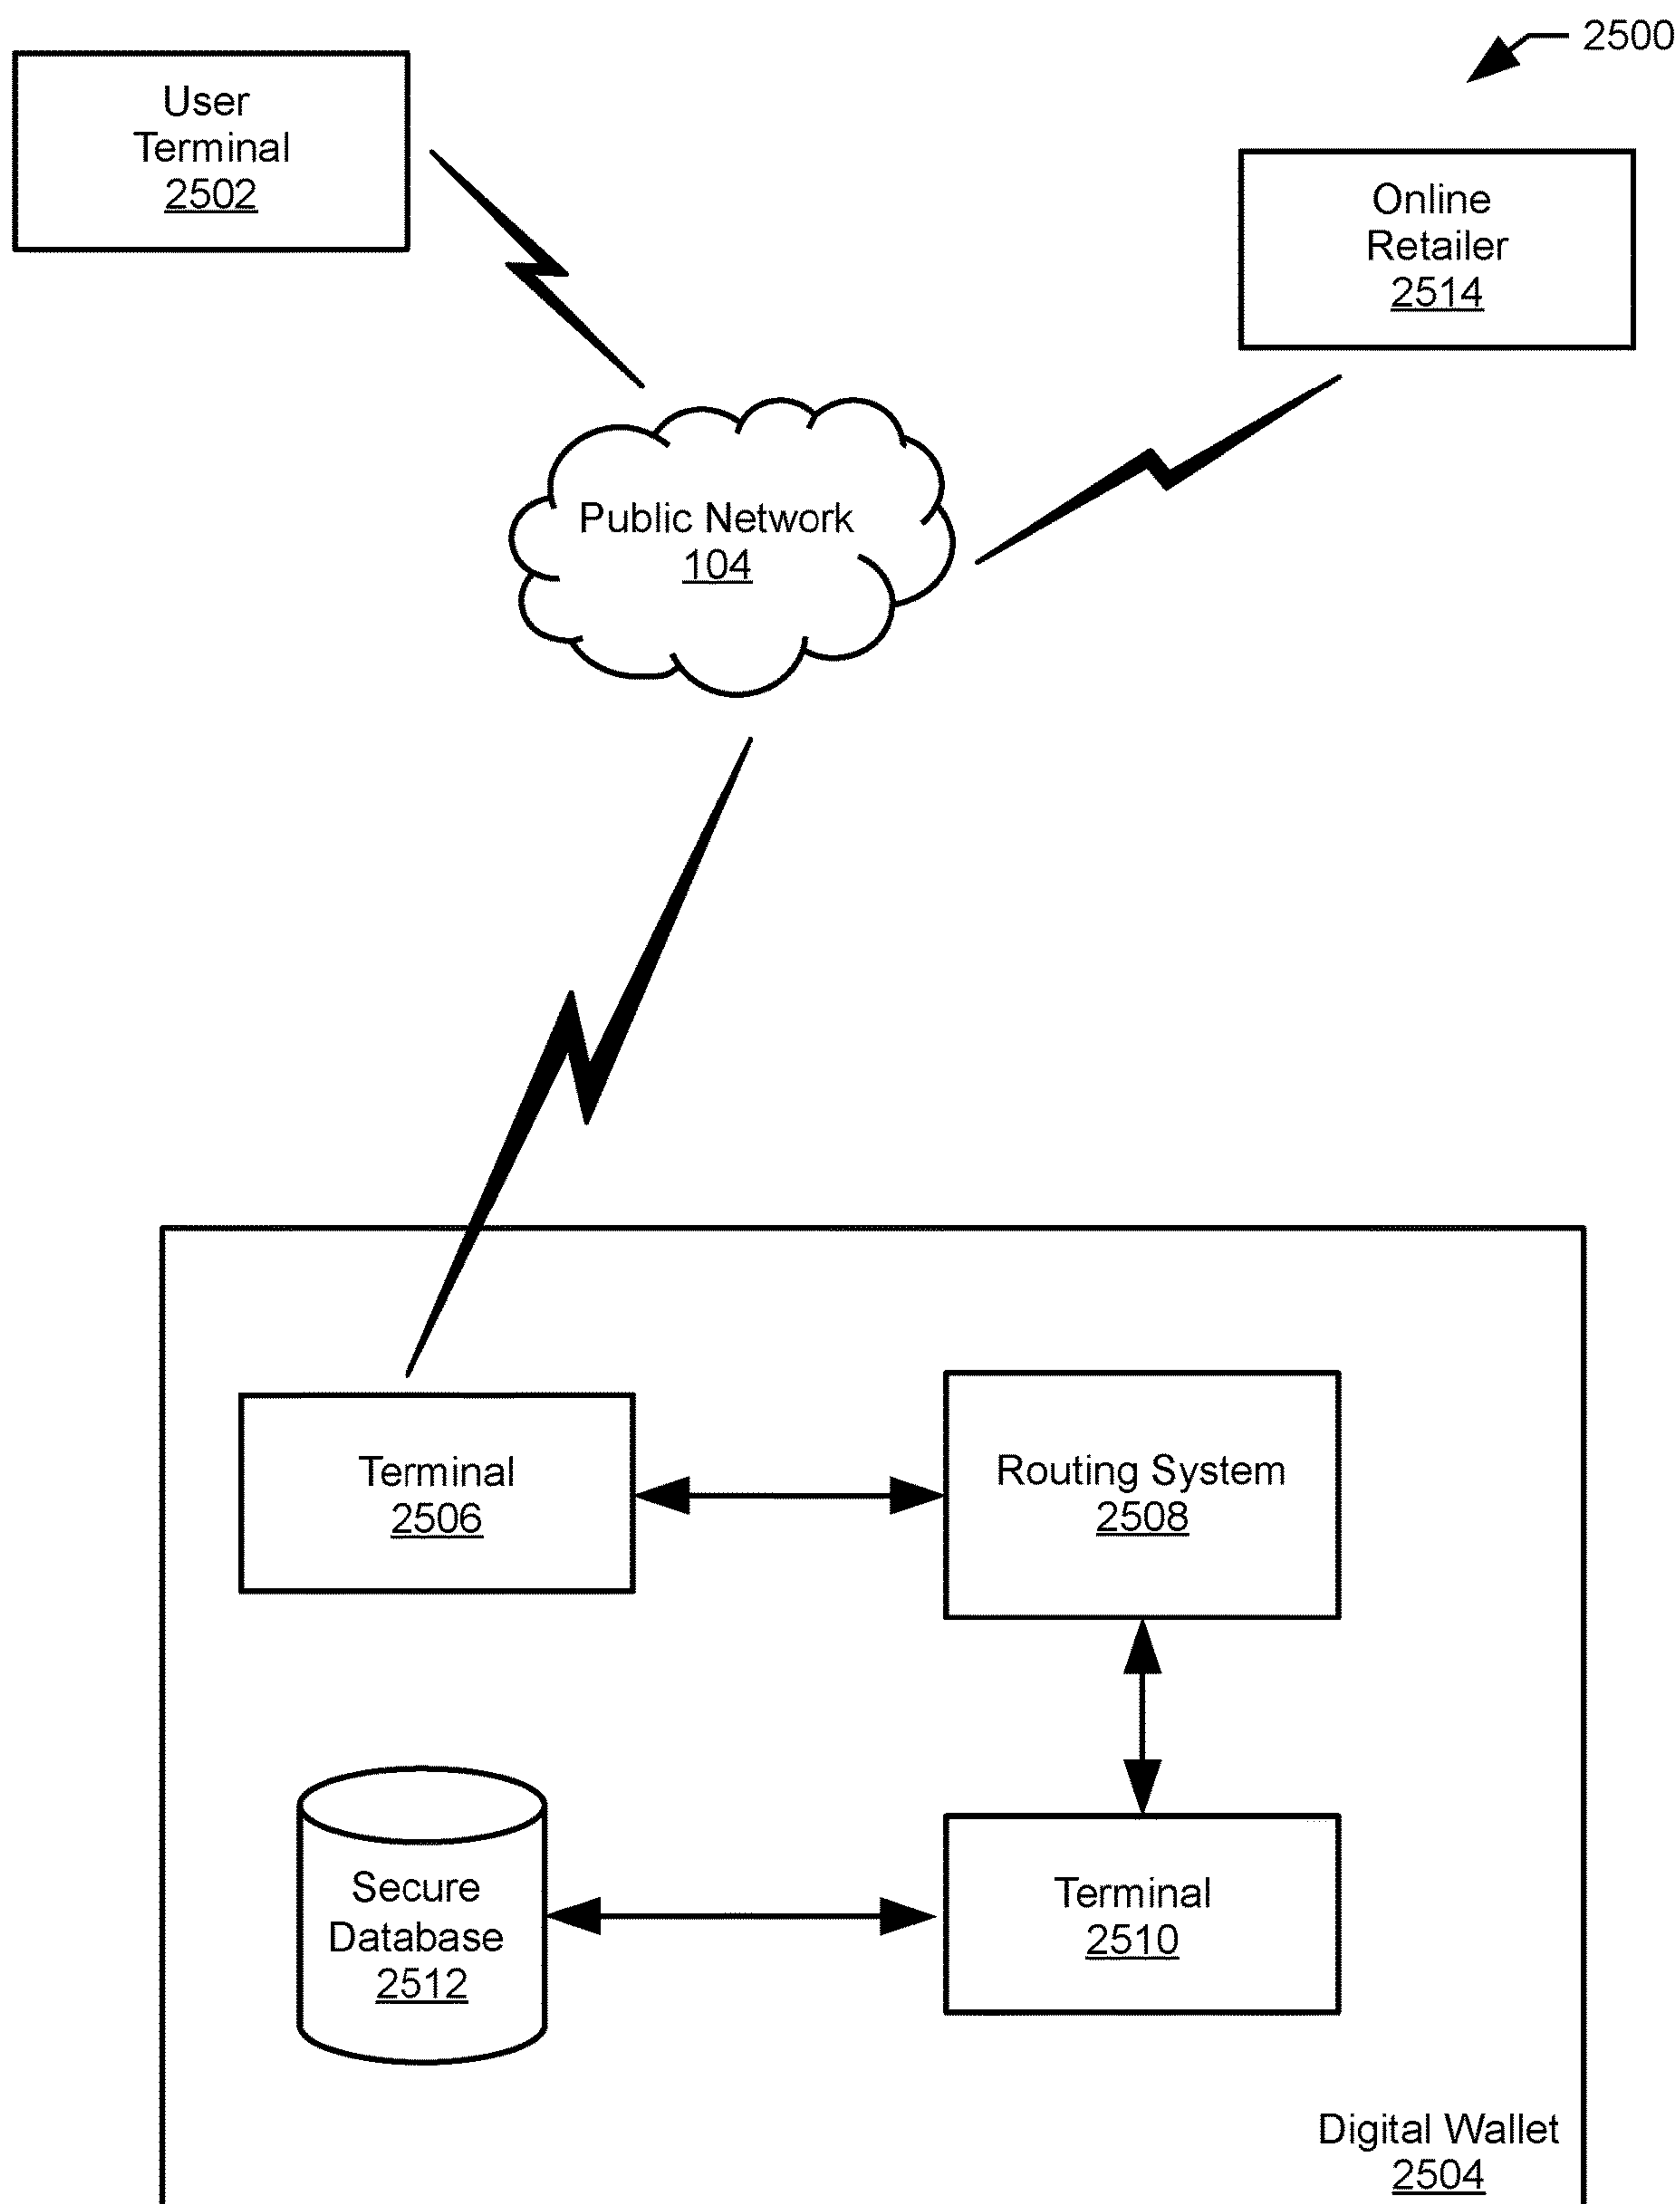 2500
User
Terminal
2502
Online
Retailer
2514
Public Network
104
Terminal
2506
Routing System
2508
Secure
Database
2512
Terminal
2510
Digital Wallet
2504